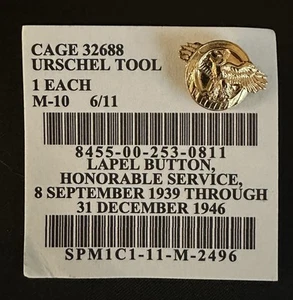 CAGE 32688
URSCHEL TOOL
1 EACH
M-10 6/11
8455-00-253-0811
LAPEL BUTTON,
HONORABLE SERVICE,
8 SEPTEMBER 1939 THROUGH
31 DECEMBER 1946
SPM1C1-11-M-2496